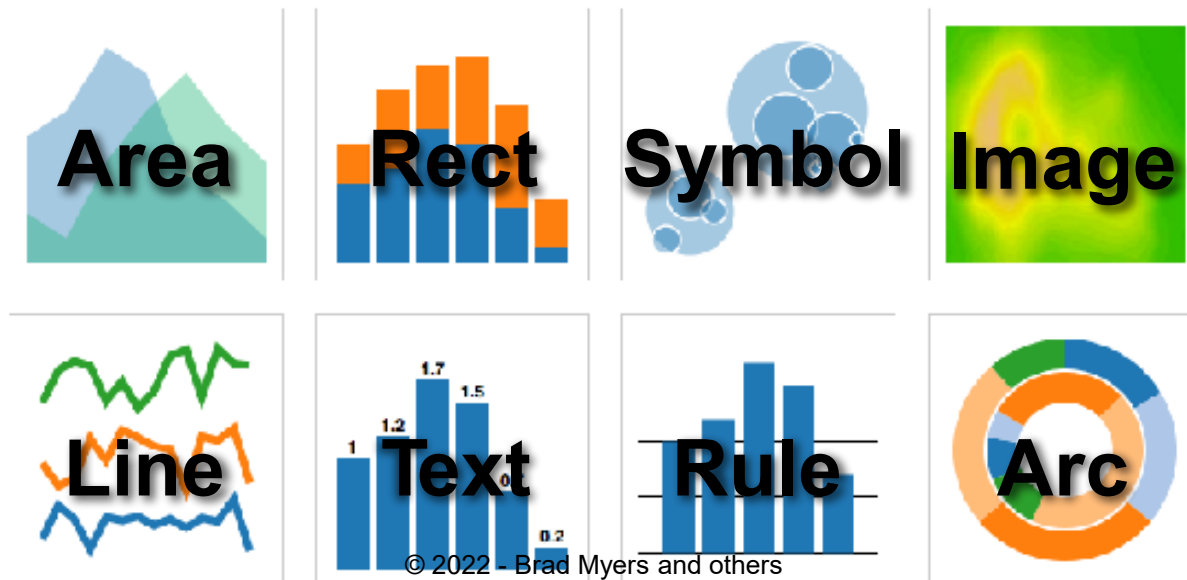 Area
Rect
Symbol
Image
Line
Text
Rule
Arc
1
1.2
1.7
1.5
0.2
© 2022 - Brad Myers and others